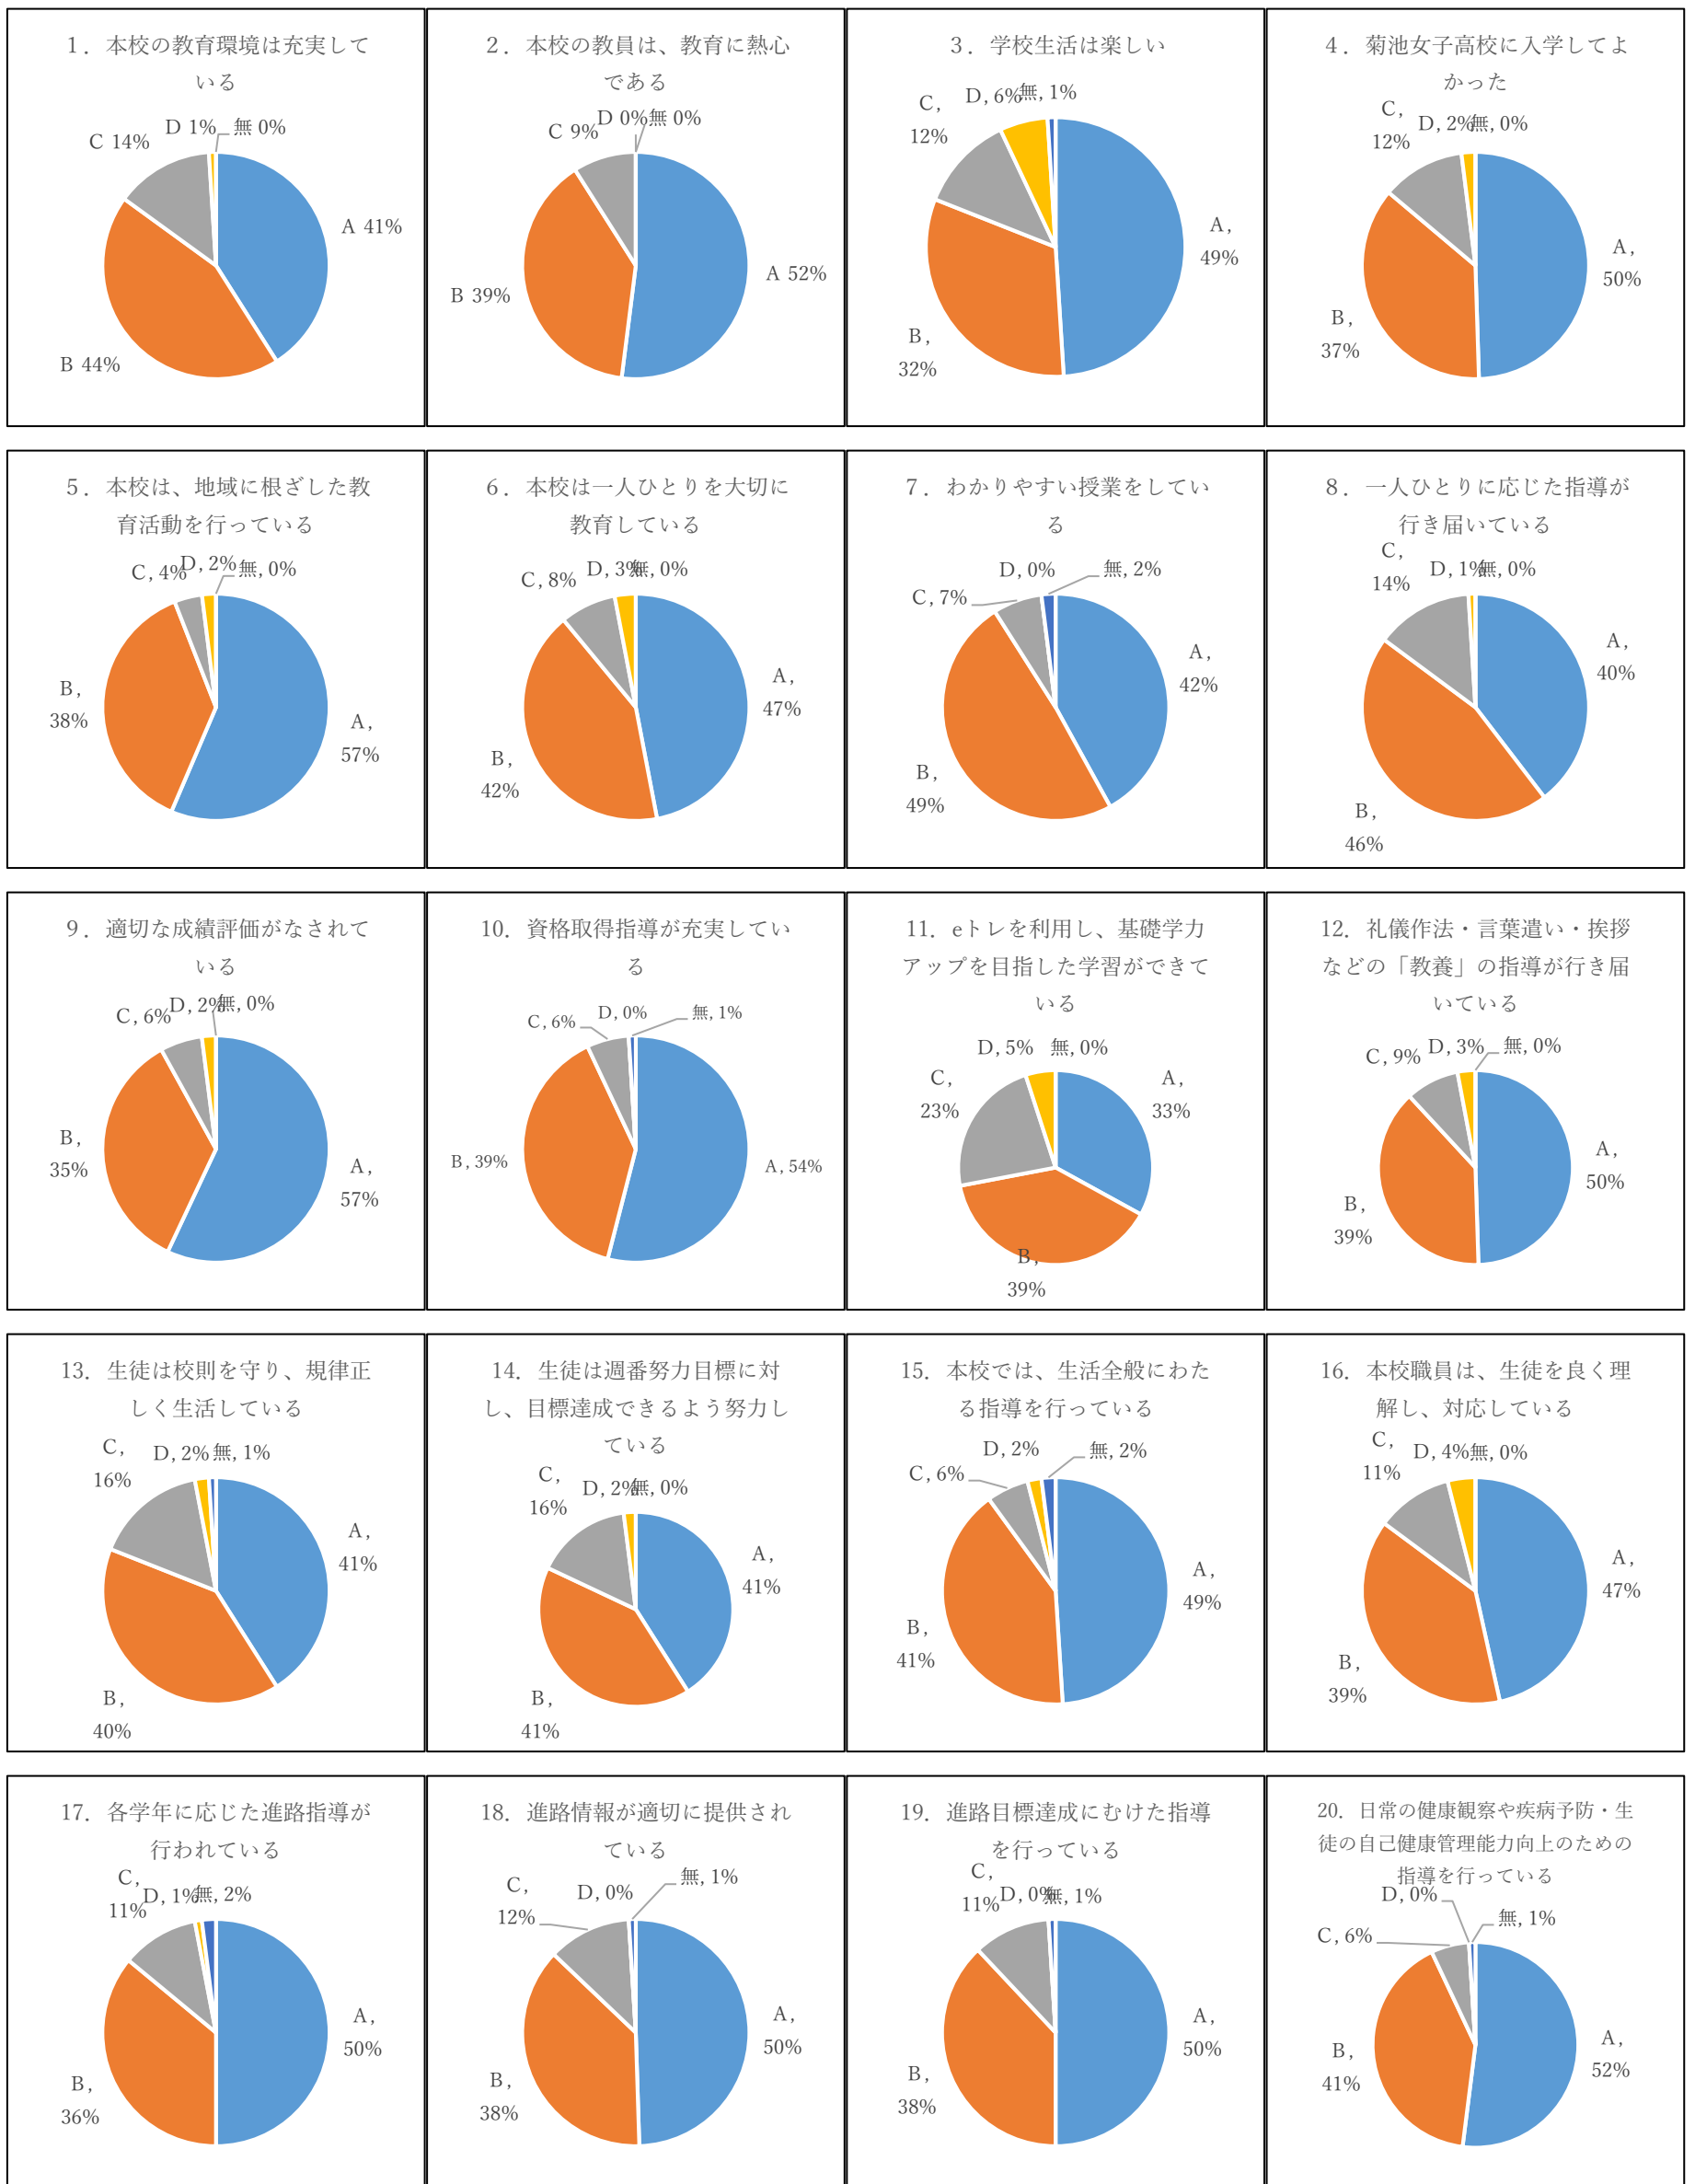 １．本校の教育環境は充実して
いる
C 14%
D 1%
無 0%
A 41%
B 44%
２．本校の教員は、教育に熱心
である
C 9%
D 0%
無 0%
A 52%
B 39%
３．学校生活は楽しい
C,
12%
D, 6%
無, 1%
A,
49%
B,
32%
４．菊池女子高校に入学してよ
かった
C,
12%
D, 2%
無, 0%
A,
50%
B,
37%
５．本校は、地域に根ざした教
育活動を行っている
C, 4%
D, 2%
無, 0%
B,
38%
A,
57%
６．本校は一人ひとりを大切に
教育している
C, 8%
D, 3%
無, 0%
A,
47%
B,
42%
７．わかりやすい授業をしてい
る
C, 7%
D, 0%
無, 2%
A,
42%
B,
49%
８．一人ひとりに応じた指導が
行き届いている
C,
14%
D, 1%
無, 0%
A,
40%
B,
46%
９．適切な成績評価がなされて
いる
C, 6%
D, 2%
無, 0%
B,
35%
A,
57%
10．資格取得指導が充実してい
る
C, 6%
D, 0%
無, 1%
B, 39%
A, 54%
11．eトレを利用し、基礎学力
アップを目指した学習ができて
いる
D, 5%
無, 0%
C,
23%
A,
33%
B,
39%
12．礼儀作法・言葉遣い・挨拶
などの「教養」の指導が行き届
いている
C, 9%
D, 3%
無, 0%
A,
50%
B,
39%
13．生徒は校則を守り、規律正
しく生活している
C,
16%
D, 2%
無, 1%
A,
41%
B,
40%
14．生徒は週番努力目標に対
し、目標達成できるよう努力し
ている
C,
16%
D, 2%
無, 0%
A,
41%
B,
41%
15．本校では、生活全般にわた
る指導を行っている
C, 6%
D, 2%
無, 2%
A,
49%
B,
41%
16．本校職員は、生徒を良く理
解し、対応している
C,
11%
D, 4%
無, 0%
A,
47%
B,
39%
17．各学年に応じた進路指導が
行われている
C,
11%
D, 1%
無, 2%
A,
50%
B,
36%
18．進路情報が適切に提供され
ている
C,
12%
D, 0%
無, 1%
A,
50%
B,
38%
19．進路目標達成にむけた指導
を行っている
C,
11%
D, 0%
無, 1%
A,
50%
B,
38%
20．日常の健康観察や疾病予防・生
徒の自己健康管理能力向上のための
指導を行っている
D, 0%
無, 1%
C, 6%
B,
41%
A,
52%